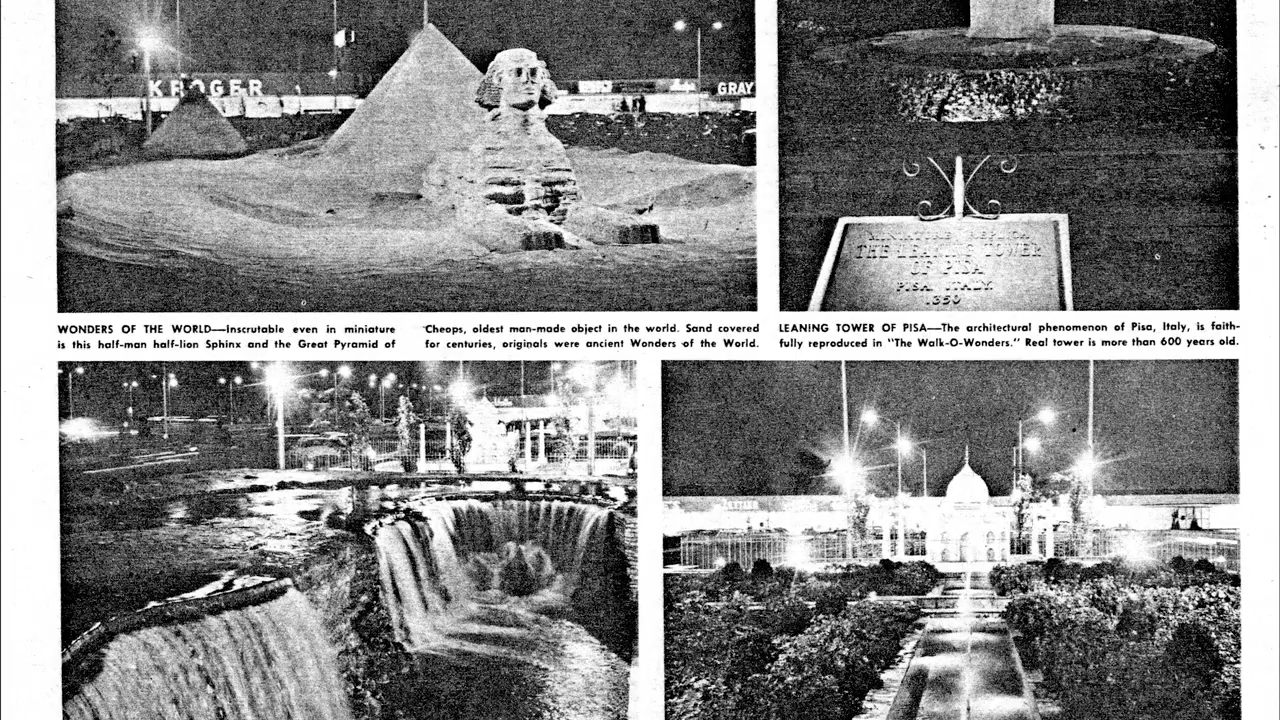 KROGER
GRAY
THE LEANING TOWER
OF PISA
PISA, ITALY
1350
WONDERS OF THE WORLD—Inscrutable even in miniature
is this half-man half-lion Sphinx and the Great Pyramid of
Cheops, oldest man-made object in the world. Sand covered
for centuries, originals were ancient Wonders of the World.
LEANING TOWER OF PISA—The architectural phenomenon of Pisa, Italy, is faith-
fully reproduced in "The Walk-O-Wonders." Real tower is more than 600 years old.